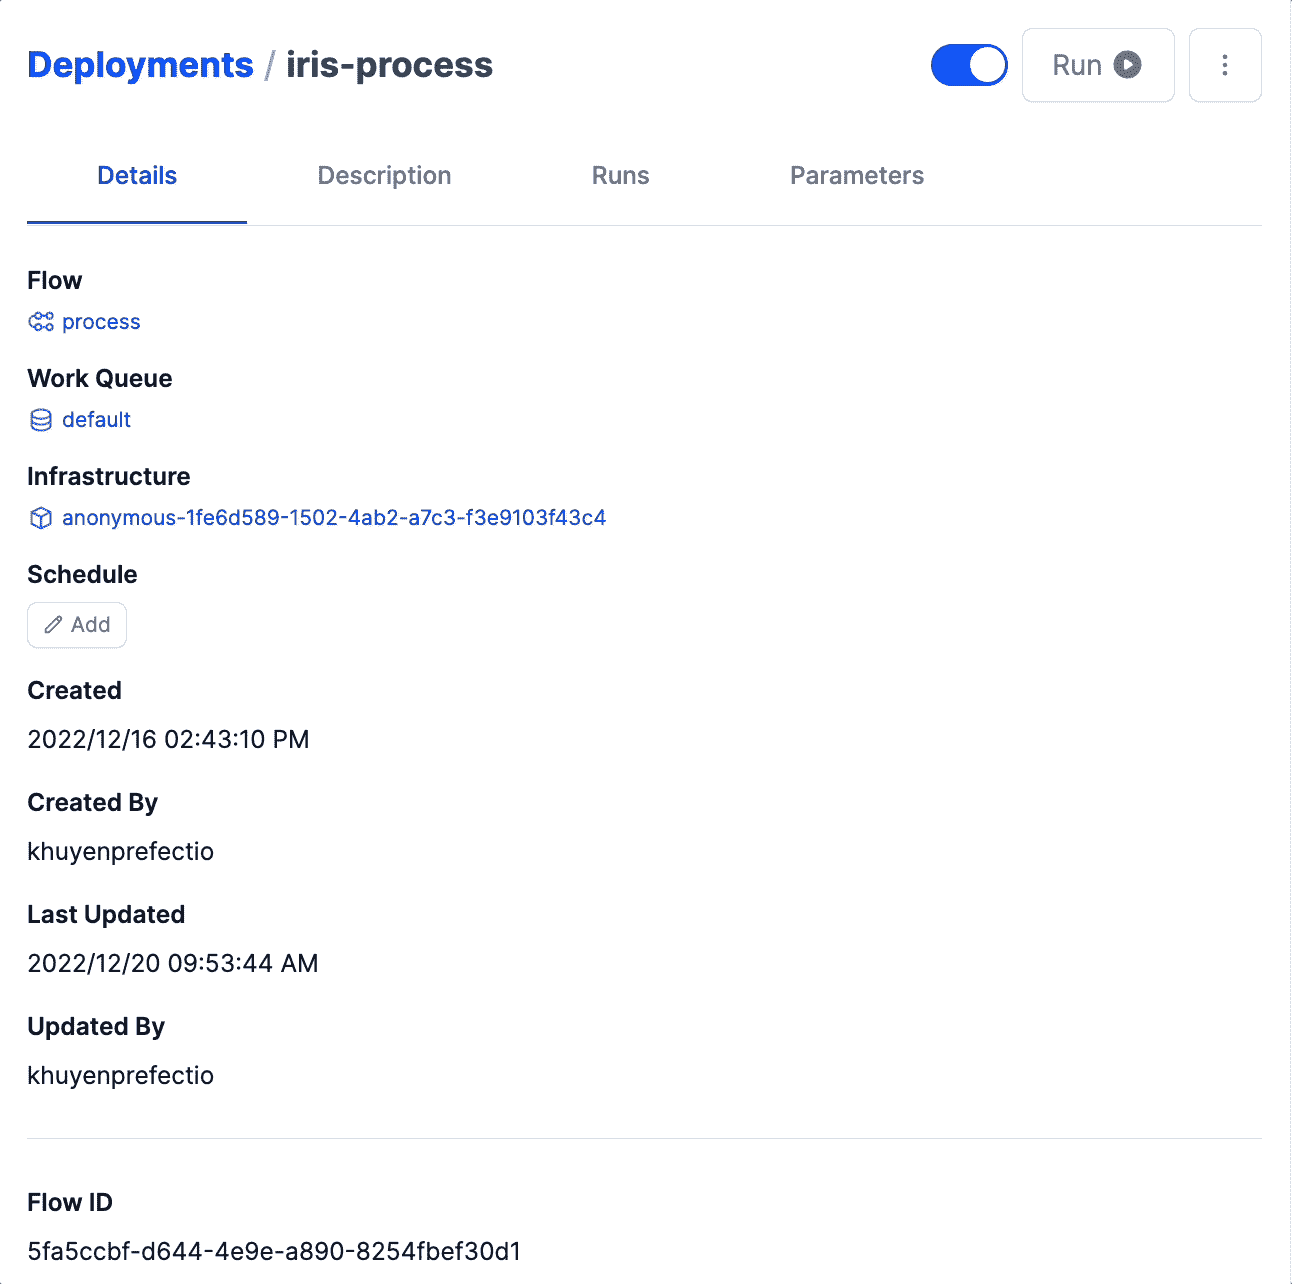 Deployments / iris-process
Run
Details Description Runs Parameters
Flow
process
Work Queue
default
Infrastructure
anonymous-1fe6d589-1502-4ab2-a7c3-f3e9103f43c4
Schedule
Add
Created
2022/12/16 02:43:10 PM
Created By
khuyenprefectio
Last Updated
2022/12/20 09:53:44 AM
Updated By
khuyenprefectio
Flow ID
5fa5ccbf-d644-4e9e-a890-8254fbef30d1